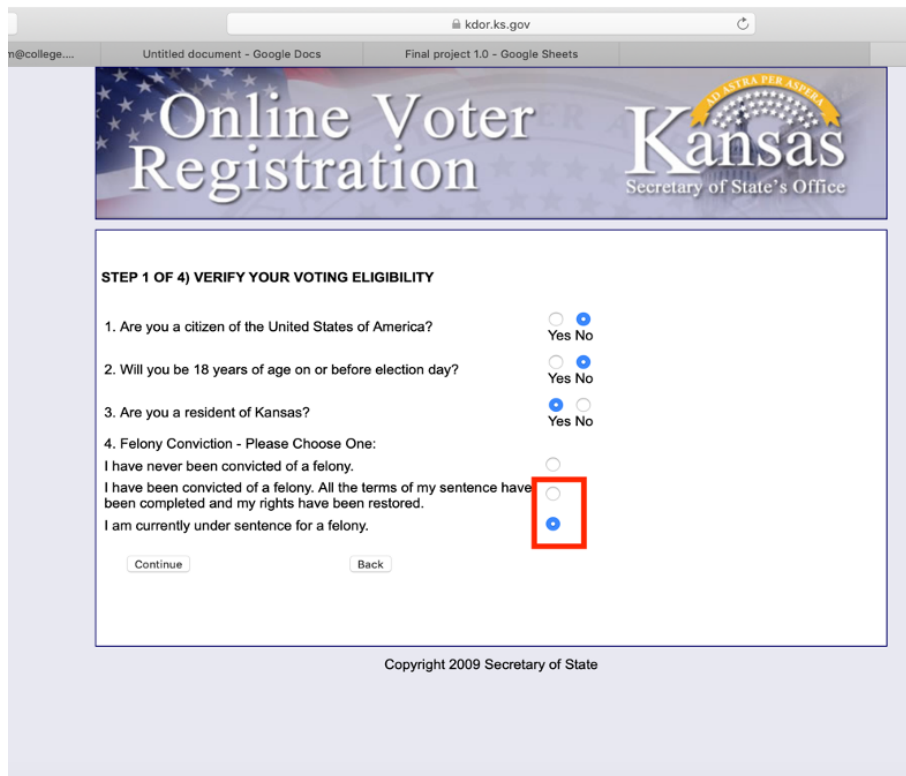 kdor.ks.gov
m@college....
Untitled document - Google Docs
Final project 1.0 - Google Sheets
Online Voter
Registration
AD ASTRA PER ASPERA
Kansas
Secretary of State's Office
STEP 1 OF 4) VERIFY YOUR VOTING ELIGIBILITY
1. Are you a citizen of the United States of America?
Yes No
2. Will you be 18 years of age on or before election day?
Yes No
3. Are you a resident of Kansas?
Yes No
4. Felony Conviction - Please Choose One:
I have never been convicted of a felony.
I have been convicted of a felony. All the terms of my sentence have
been completed and my rights have been restored.
I am currently under sentence for a felony.
Continue
Back
Copyright 2009 Secretary of State